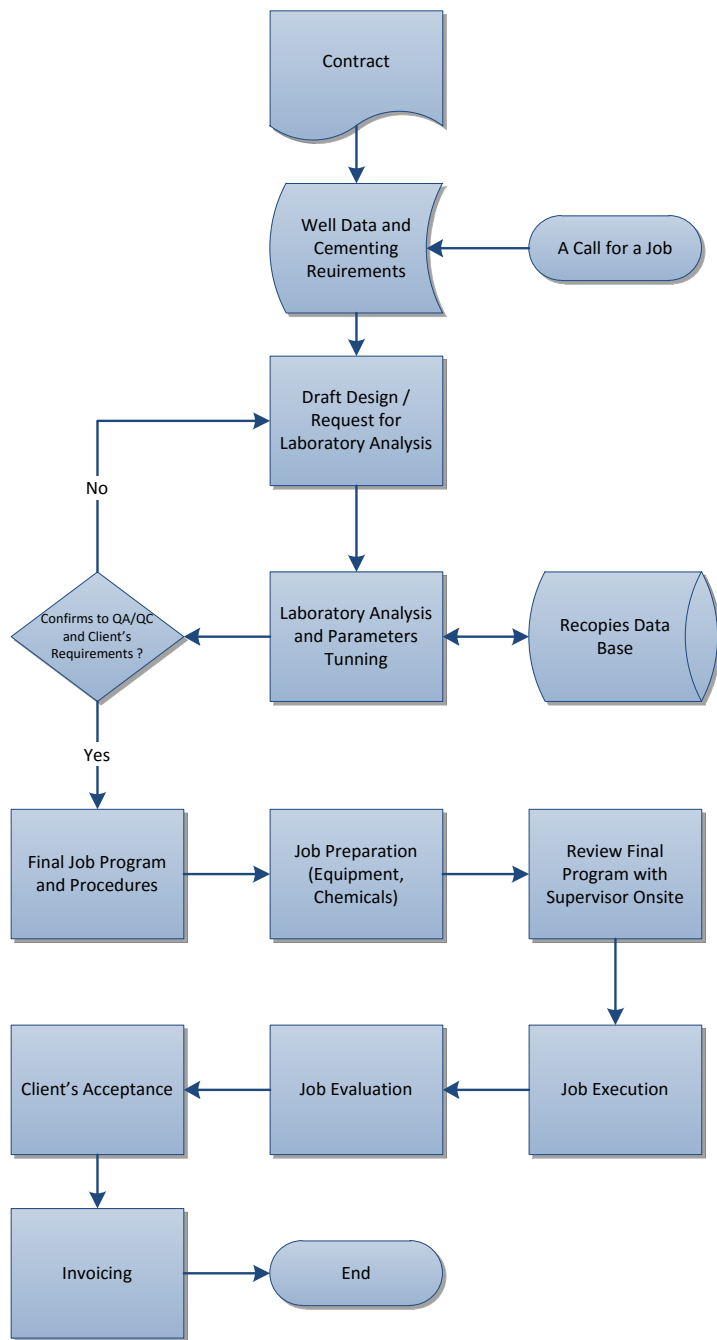 Contract
Well Data and
Cementing
Reuirements
A Call for a Job
Draft Design /
Request for
Laboratory Analysis
No
Confirms to QA/QC
and Client's
Requirements ?
Laboratory Analysis
and Parameters
Tunning
Recopies Data
Base
Yes
Final Job Program
and Procedures
Job Preparation
(Equipment,
Chemicals)
Review Final
Program with
Supervisor Onsite
Client's Acceptance
Job Evaluation
Job Execution
Invoicing
End